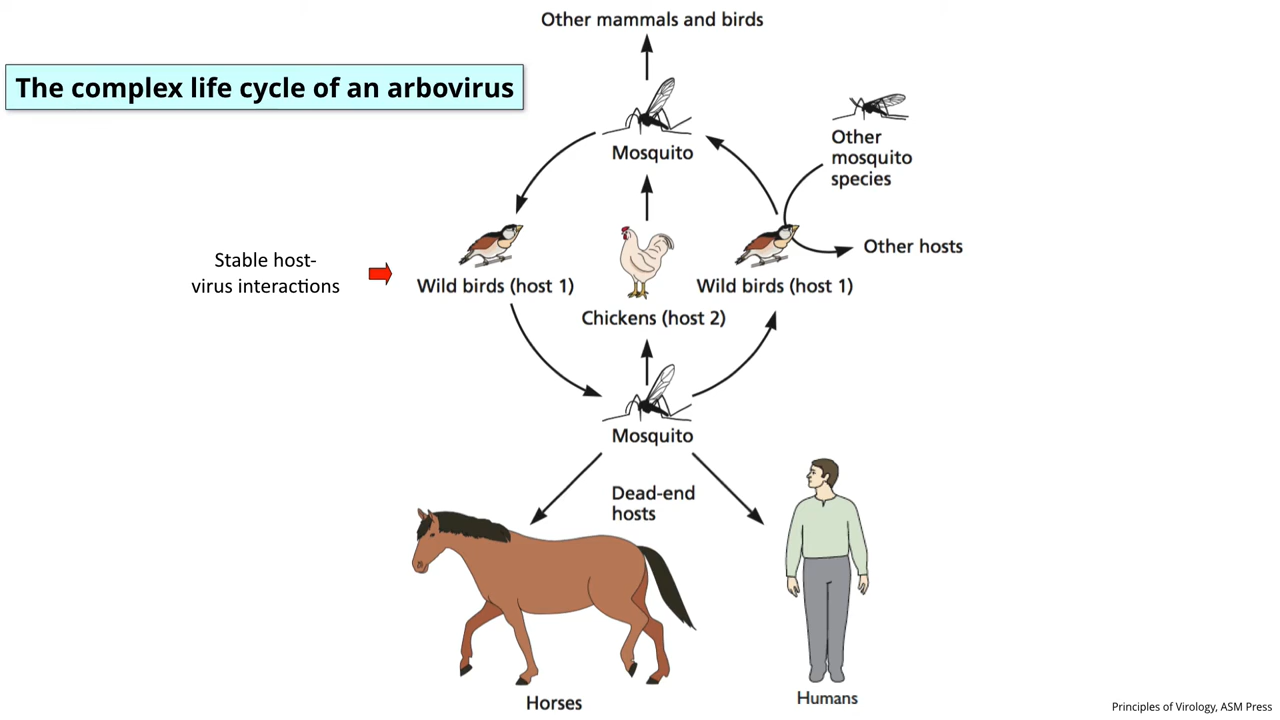 Other mammals and birds
The complex life cycle of an arbovirus
Mosquito
Other
mosquito
species
Other hosts
Stable host-
virus interactions
Wild birds (host 1)
Chickens (host 2)
Wild birds (host 1)
Mosquito
Dead-end
hosts
Horses
Humans
Principles of Virology, ASM Press